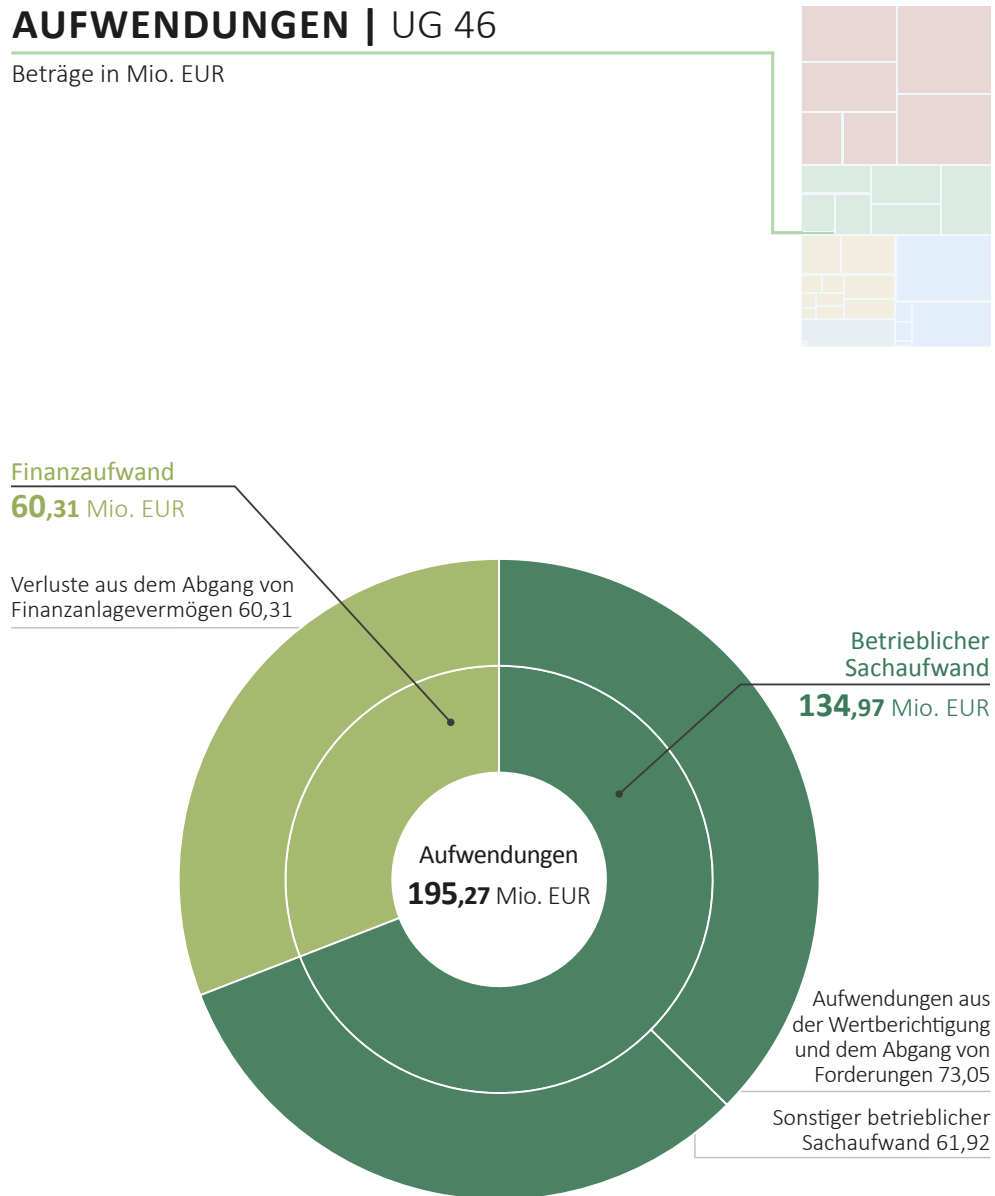 AUFWENDUNGEN | UG 46
Beträge in Mio. EUR
Finanzaufwand
60,31 Mio. EUR
Verluste aus dem Abgang von
Finanzanlagevermögen 60,31
Betrieblicher
Sachaufwand
134,97 Mio. EUR
Aufwendungen
195,27 Mio. EUR
Aufwendungen aus
der Wertberichtigung
und dem Abgang von
Forderungen 73,05
Sonstiger betrieblicher
Sachaufwand 61,92